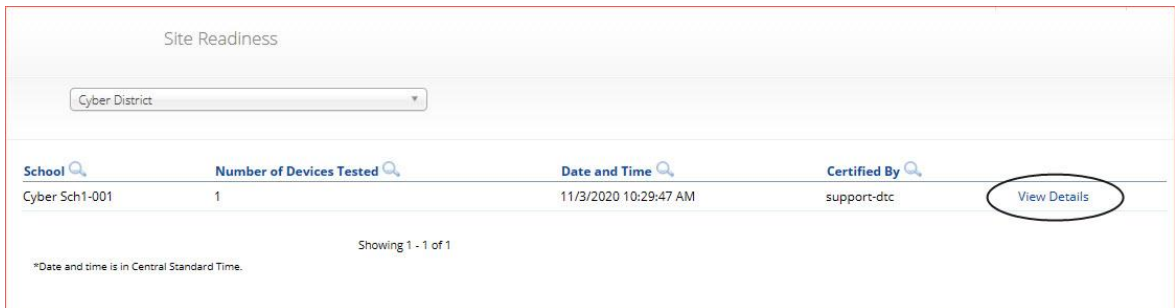 Site Readiness
Cyber District
School Number of Devices Tested Date and Time Certified By
Cyber Sch1-001 1 11/3/2020 10:29:47 AM support-dtc View Details
Showing 1 - 1 of 1
*Date and time is in Central Standard Time.